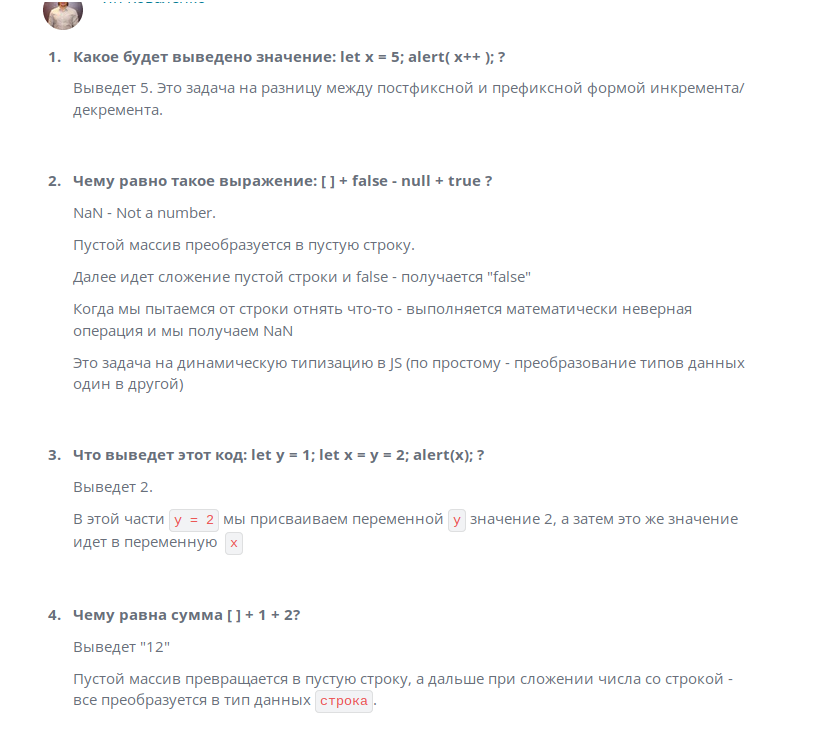 1. Какое будет выведено значение: let x = 5; alert( x++ ); ?
Выведет 5. Это задача на разницу между постфиксной и префиксной формой инкремента/
декремента.
2. Чему равно такое выражение: [ ] + false - null + true ?
NaN - Not a number.
Пустой массив преобразуется в пустую строку.
Далее идет сложение пустой строки и false - получается "false"
Когда мы пытаемся от строки отнять что-то - выполняется математически неверная
операция и мы получаем NaN
Это задача на динамическую типизацию в JS (по простому - преобразование типов данных
один в другой)
3. Что выведет этот код: let y = 1; let x = y = 2; alert(x); ?
Выведет 2.
В этой части y = 2 мы присваиваем переменной y значение 2, а затем это же значение
идет в переменную x
4. Чему равна сумма [ ] + 1 + 2?
Выведет "12"
Пустой массив превращается в пустую строку, а дальше при сложении числа со строкой -
все преобразуется в тип данных строка.